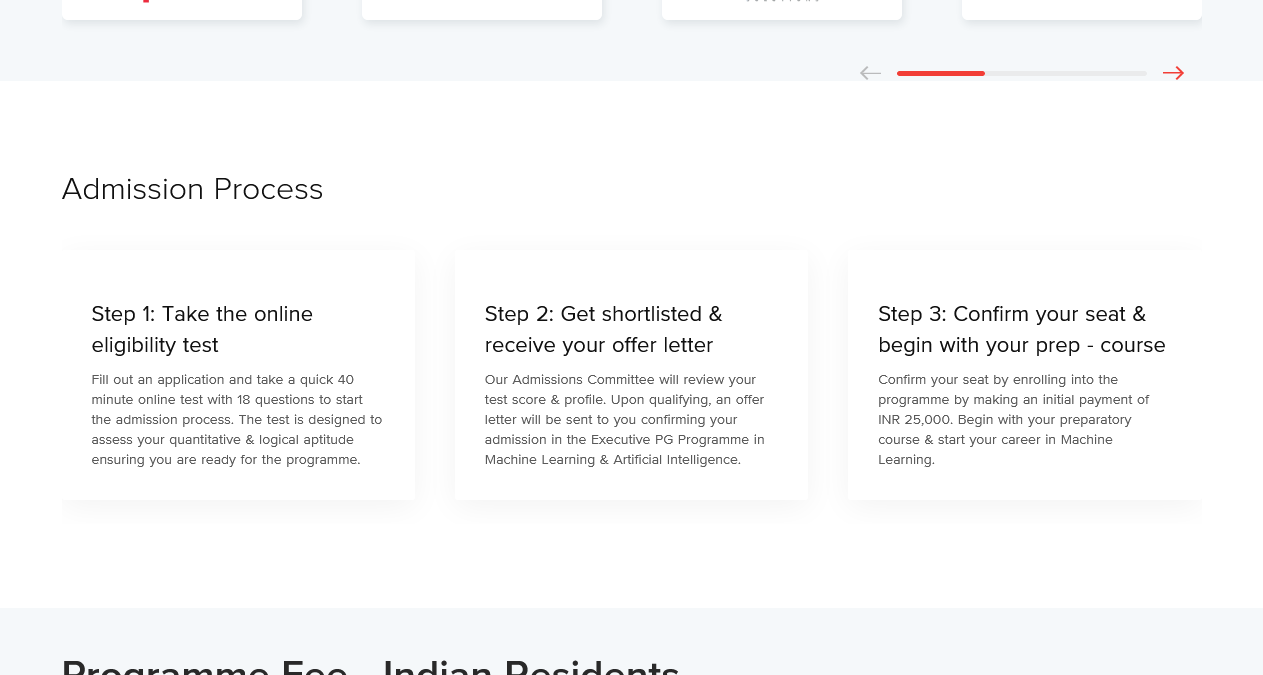 Admission Process
Step 1: Take the online
eligibility test
Fill out an application and take a quick 40
minute online test with 18 questions to start
the admission process. The test is designed to
assess your quantitative & logical aptitude
ensuring you are ready for the programme.
Step 2: Get shortlisted &
receive your offer letter
Our Admissions Committee will review your
test score & profile. Upon qualifying, an offer
letter will be sent to you confirming your
admission in the Executive PG Programme in
Machine Learning & Artificial Intelligence.
Step 3: Confirm your seat &
begin with your prep - course
Confirm your seat by enrolling into the
programme by making an initial payment of
INR 25,000. Begin with your preparatory
course & start your career in Machine
Learning.
Programme Fee - Indian Residents